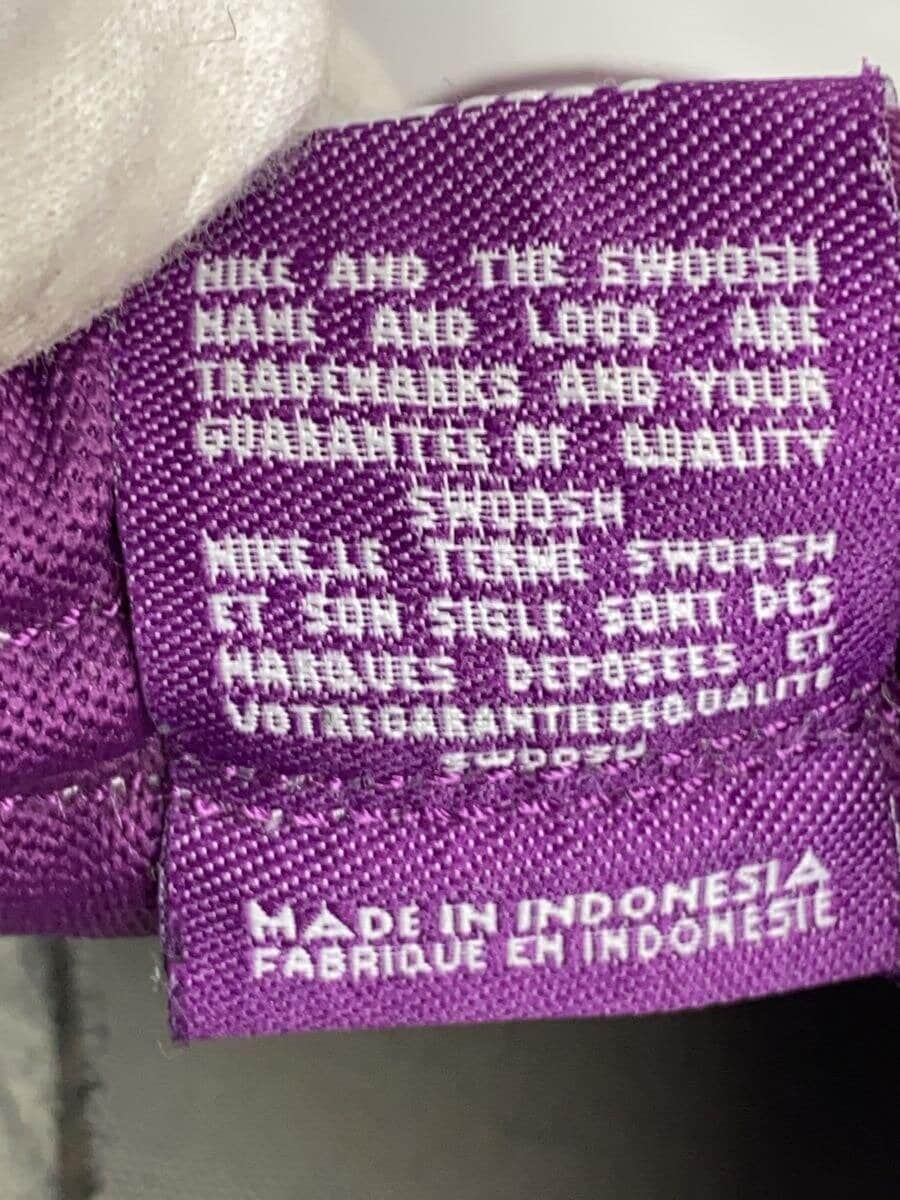 NIKE AND THE SWOOSH
NAME AND LOGO ARE
TRADEMARKS AND YOUR
GUARANTEE OF QUALITY
SWOOSH
NIKE, LE TERME SWOOSH
ET SON SIGLE SONT DES
MARQUES DEPOSEES ET
VOTREGARANTIEDEQUALITE
SWOOSH
MADE IN INDONESIA
FABRIQUE EN INDONESIE